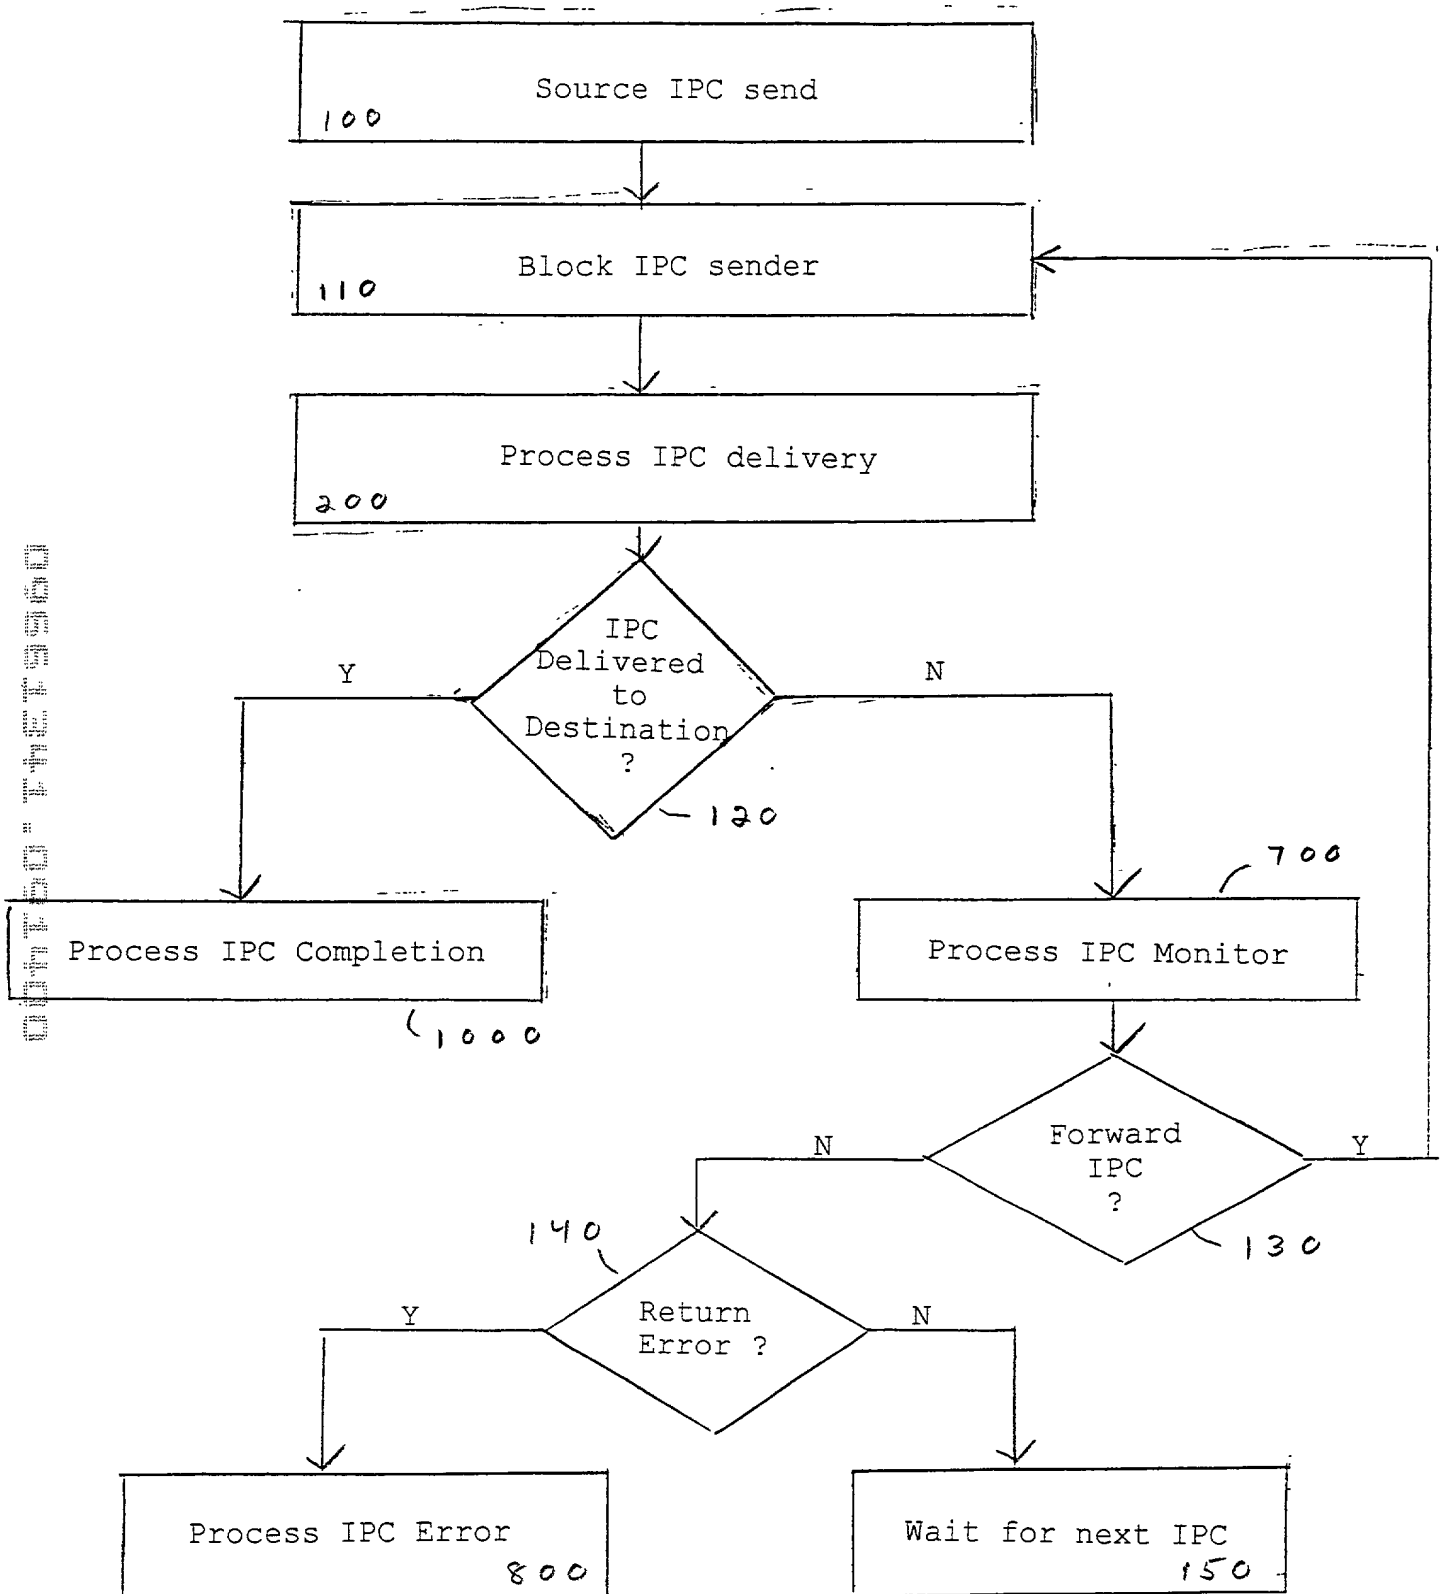 Source IPC send
100
Block IPC sender
110
Process IPC delivery
200
IPC
Delivered
to
Destination
?
Y
N
120
700
Process IPC Completion
Process IPC Monitor
1000
Forward
IPC
?
N
Y
130
140
Return
Error ?
Y
N
Process IPC Error
800
Wait for next IPC
150